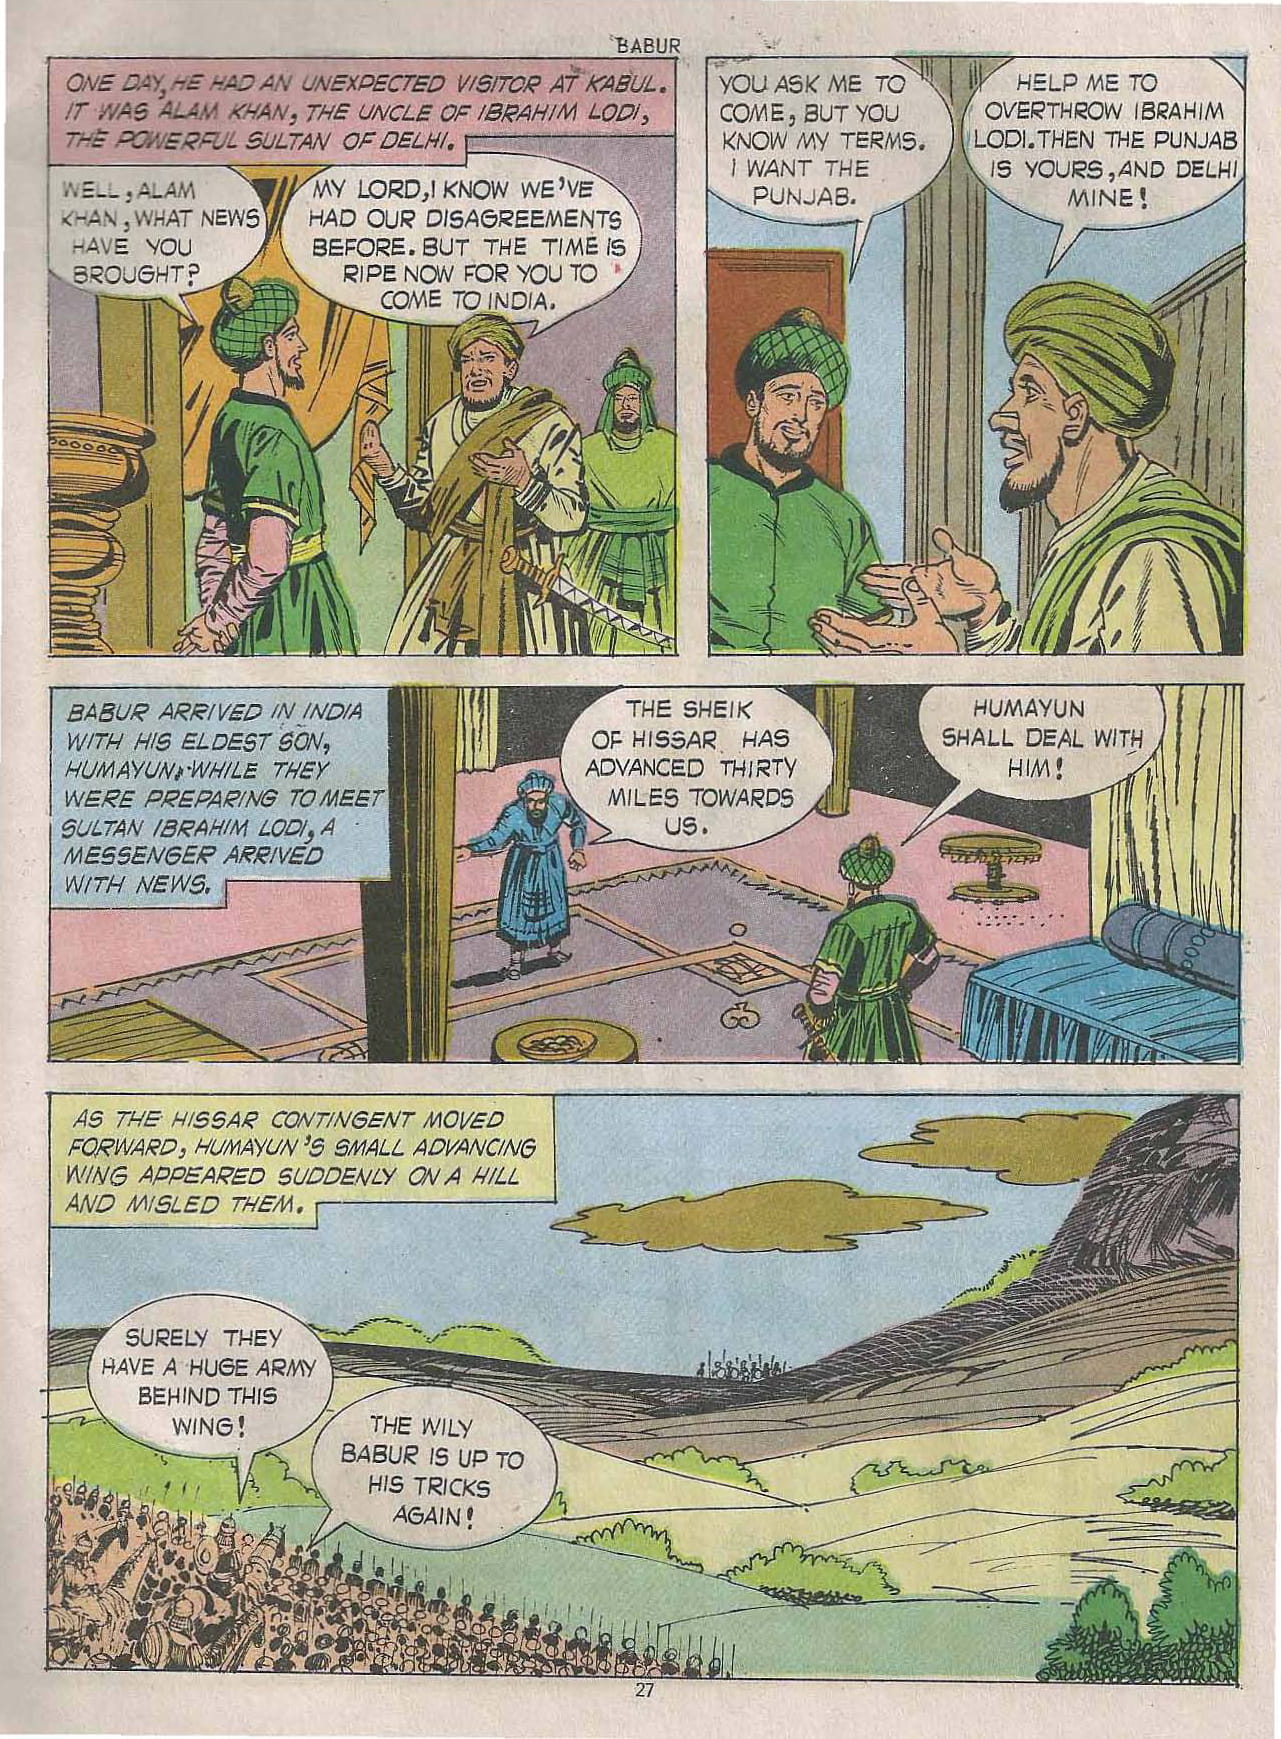 BABUR
ONE DAY, HE HAD AN UNEXPECTED VISITOR AT KABUL.
IT WAS ALAM KHAN, THE UNCLE OF IBRAHIM LODI,
THE POWERFUL SULTAN OF DELHI.
WELL, ALAM
KHAN, WHAT NEWS
HAVE YOU
BROUGHT?
MY LORD, I KNOW WE'VE
HAD OUR DISAGREEMENTS
BEFORE. BUT THE TIME IS
RIPE NOW FOR YOU TO
COME TO INDIA.
YOU ASK ME TO
COME, BUT YOU
KNOW MY TERMS.
I WANT THE
PUNJAB.
HELP ME TO
OVERTHROW IBRAHIM
LODI. THEN THE PUNJAB
IS YOURS, AND DELHI
MINE!
BABUR ARRIVED IN INDIA
WITH HIS ELDEST SON,
HUMAYUN. WHILE THEY
WERE PREPARING TO MEET
SULTAN IBRAHIM LODI, A
MESSENGER ARRIVED
WITH NEWS.
THE SHEIK
OF HISSAR HAS
ADVANCED THIRTY
MILES TOWARDS
US.
HUMAYUN
SHALL DEAL WITH
HIM!
AS THE HISSAR CONTINGENT MOVED
FORWARD, HUMAYUN'S SMALL ADVANCING
WING APPEARED SUDDENLY ON A HILL
AND MISLED THEM.
SURELY THEY
HAVE A HUGE ARMY
BEHIND THIS
WING!
THE WILY
BABUR IS UP TO
HIS TRICKS
AGAIN!
27